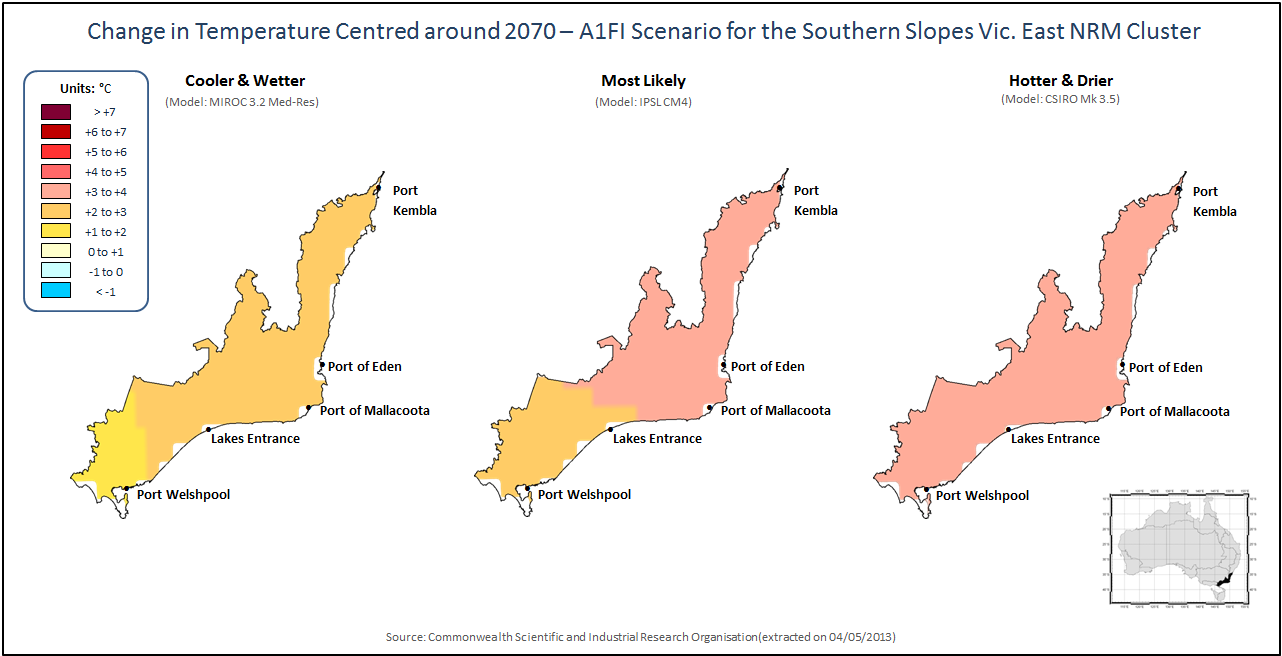 Change in Temperature Centred around 2070 – A1FI Scenario for the Southern Slopes Vic. East NRM Cluster
Units: °C
> +7
+6 to +7
+5 to +6
+4 to +5
+3 to +4
+2 to +3
+1 to +2
0 to +1
-1 to 0
< -1
Cooler & Wetter
(Model: MIROC 3.2 Med-Res)
Port
Kembla
Port of Eden
Port of Mallacoota
Lakes Entrance
Port Welshpool
Most Likely
(Model: IPSL CM4)
Port
Kembla
Port of Eden
Port of Mallacoota
Lakes Entrance
Port Welshpool
Hotter & Drier
(Model: CSIRO Mk 3.5)
Port
Kembla
Port of Eden
Port of Mallacoota
Lakes Entrance
Port Welshpool
Source: Commonwealth Scientific and Industrial Research Organisation(extracted on 04/05/2013)